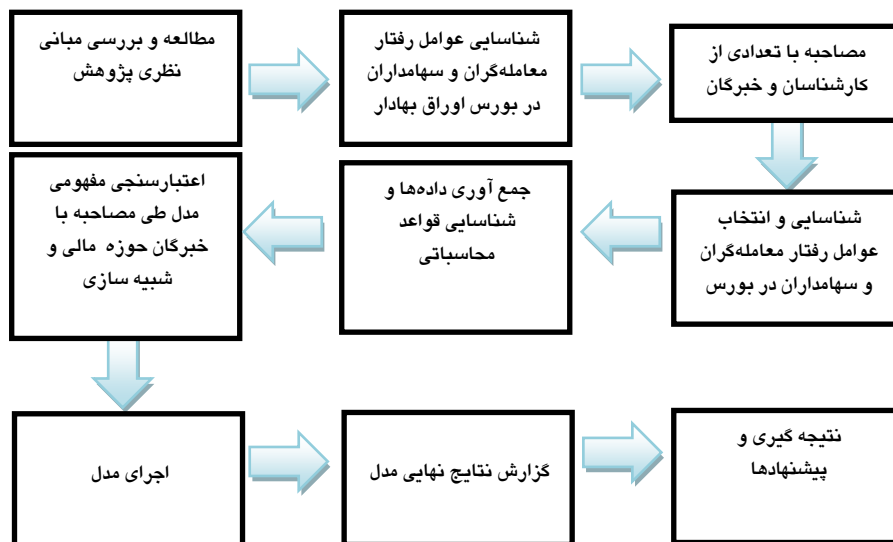 مطالعه و بررسی مبانی
نظری پژوهش
شناسایی عوامل رفتار
معامله‌گران و سهامداران
در بورس اوراق بهادار
مصاحبه با تعدادی از
کارشناسان و خبرگان
شناسایی و انتخاب
عوامل رفتار معامله‌گران
و سهامداران در بورس
جمع آوری داده‌ها و
شناسایی قواعد
محاسباتی
اعتبارسنجی مفهومی
مدل طی مصاحبه با
خبرگان حوزه مالی و
شبیه سازی
اجرای مدل
گزارش نتایج نهایی مدل
نتیجه گیری و
پیشنهادها